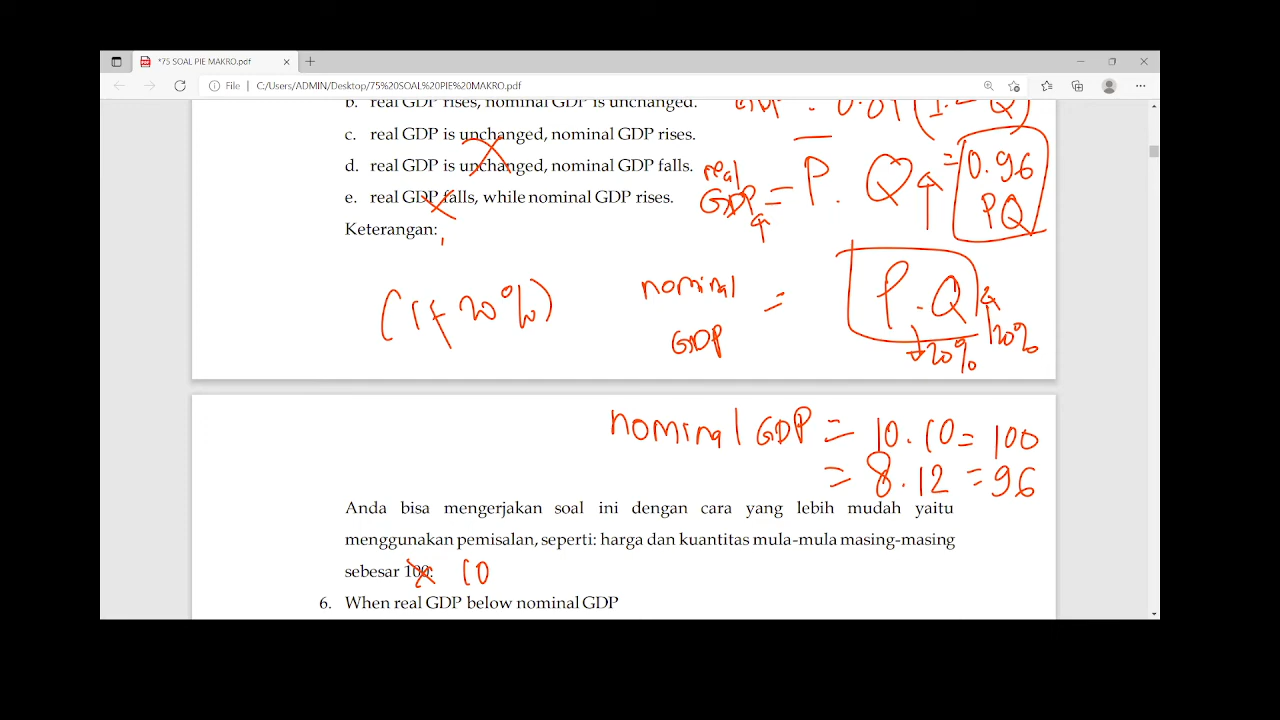 *75 SOAL PIE MAKRO.pdf
File | C:/Users/ADMIN/Desktop/75%20SOAL%20PIE%20MAKRO.pdf
b. real GDP rises, nominal GDP is unchanged.
c. real GDP is unchanged, nominal GDP rises.
d. real GDP is unchanged, nominal GDP falls.
e. real GDP falls, while nominal GDP rises.
Keterangan:
real GDP = P . Q
= 0.96 PQ
(1+20%)
nominal GDP = P . Q
20% 20%
nominal GDP = 10 . 10 = 100
= 8 . 12 = 96
Anda bisa mengerjakan soal ini dengan cara yang lebih mudah yaitu
menggunakan pemisalan, seperti: harga dan kuantitas mula-mula masing-masing
sebesar 100: 10
6. When real GDP below nominal GDP